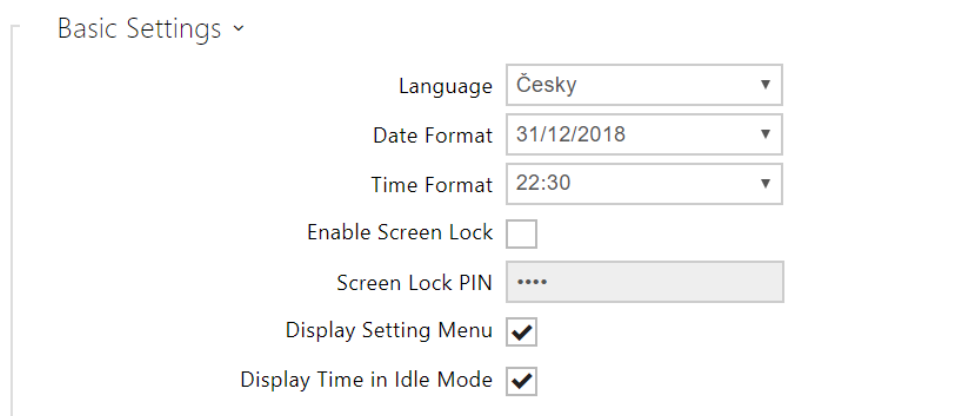 Basic Settings
Language Česky
Date Format 31/12/2018
Time Format 22:30
Enable Screen Lock
Screen Lock PIN ••••
Display Setting Menu
Display Time in Idle Mode